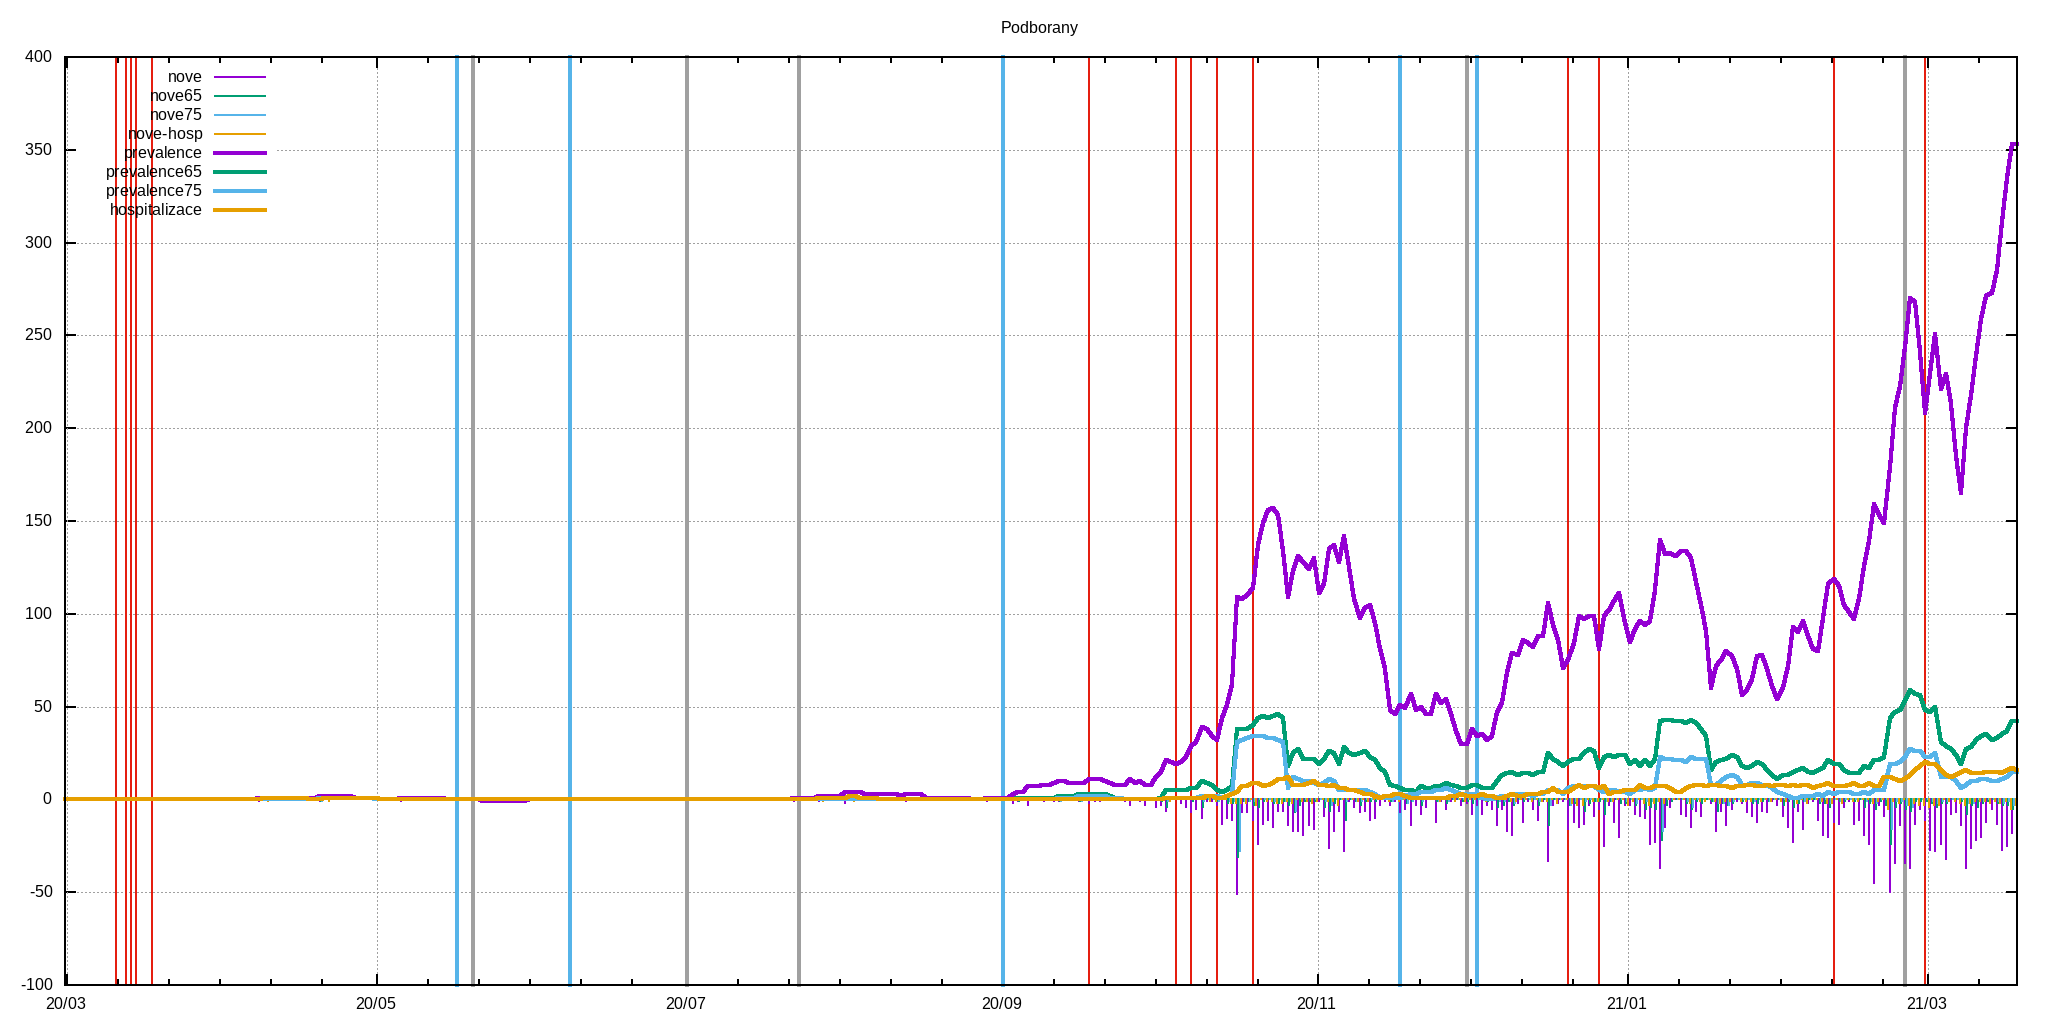 Podborany
400
nove
nove65
nove75
nove-hosp
350
prevalence
prevalence65
prevalence75
hospitalizace
300
250
200
150
100
50
0
-50
-100
20/03 20/05 20/07 20/09 20/11 21/01 21/03